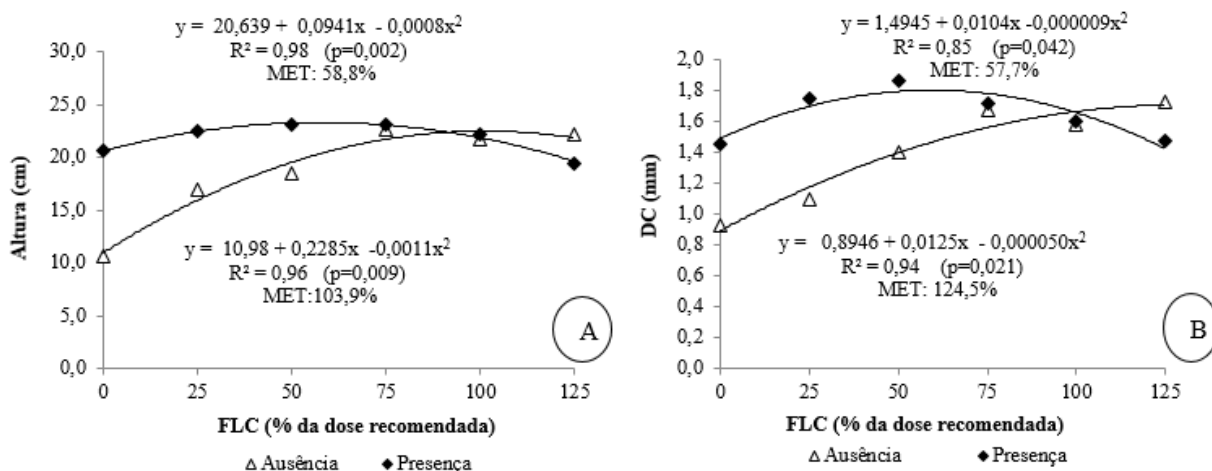 y = 20,639 + 0,0941x - 0,0008x²
R² = 0,98 (p=0,002)
MET: 58,8%
30,0
25,0
20,0
15,0
10,0
5,0
0,0
Altura (cm)
y = 10,98 + 0,2285x -0,0011x²
R² = 0,96 (p=0,009)
MET:103,9%
A
0 25 50 75 100 125
FLC (% da dose recomendada)
△ Ausência ◆ Presença
y = 1,4945 + 0,0104x -0,000009x²
R² = 0,85 (p=0,042)
MET: 57,7%
2,0
1,8
1,6
1,4
1,2
1,0
0,8
0,6
0,4
0,2
0,0
DC (mm)
y = 0,8946 + 0,0125x - 0,000050x²
R² = 0,94 (p=0,021)
MET: 124,5%
B
0 25 50 75 100 125
FLC (% da dose recomendada)
△ Ausência ◆ Presença